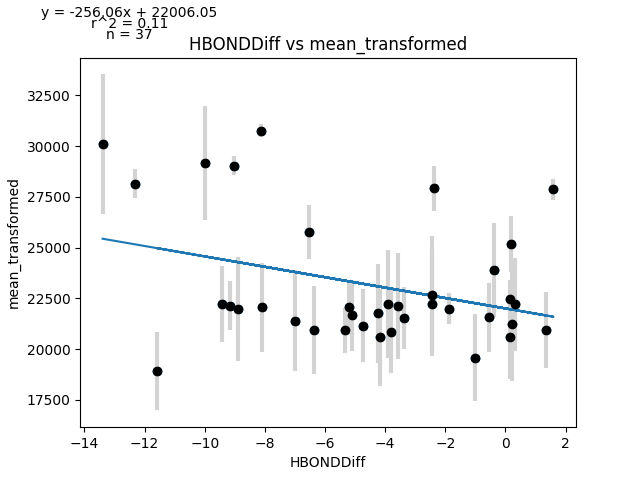 y = -256.06x + 22006.05
r^2 = 0.11
n = 37
HBONDDiff vs mean_transformed
32500
30000
27500
25000
22500
20000
17500
mean_transformed
−14 −12 −10 −8 −6 −4 −2 0 2
HBONDDiff